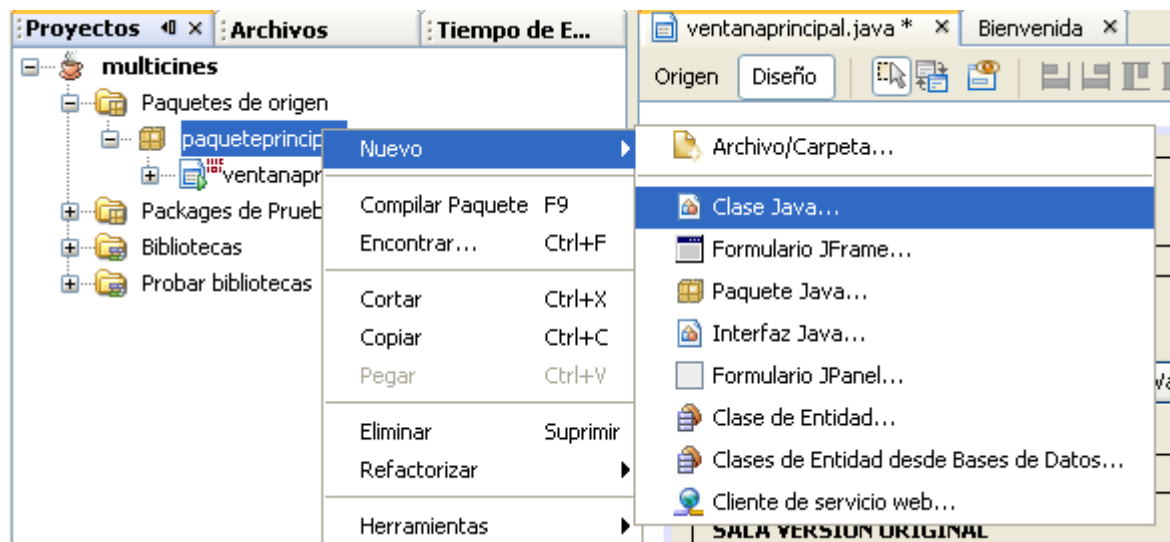 Proyectos
Archivos
Tiempo de E...
ventanaprincipal.java *
Bienvenida
multicines
Origen
Diseño
Paquetes de origen
paqueteprincip
ventanapr
Packages de Prueb
Bibliotecas
Probar bibliotecas
Nuevo
Compilar Paquete F9
Encontrar... Ctrl+F
Cortar Ctrl+X
Copiar Ctrl+C
Pegar Ctrl+V
Eliminar Suprimir
Refactorizar
Herramientas
Archivo/Carpeta...
Clase Java...
Formulario JFrame...
Paquete Java...
Interfaz Java...
Formulario JPanel...
Clase de Entidad...
Clases de Entidad desde Bases de Datos...
Cliente de servicio web...
SALA VERSION ORIGINAL